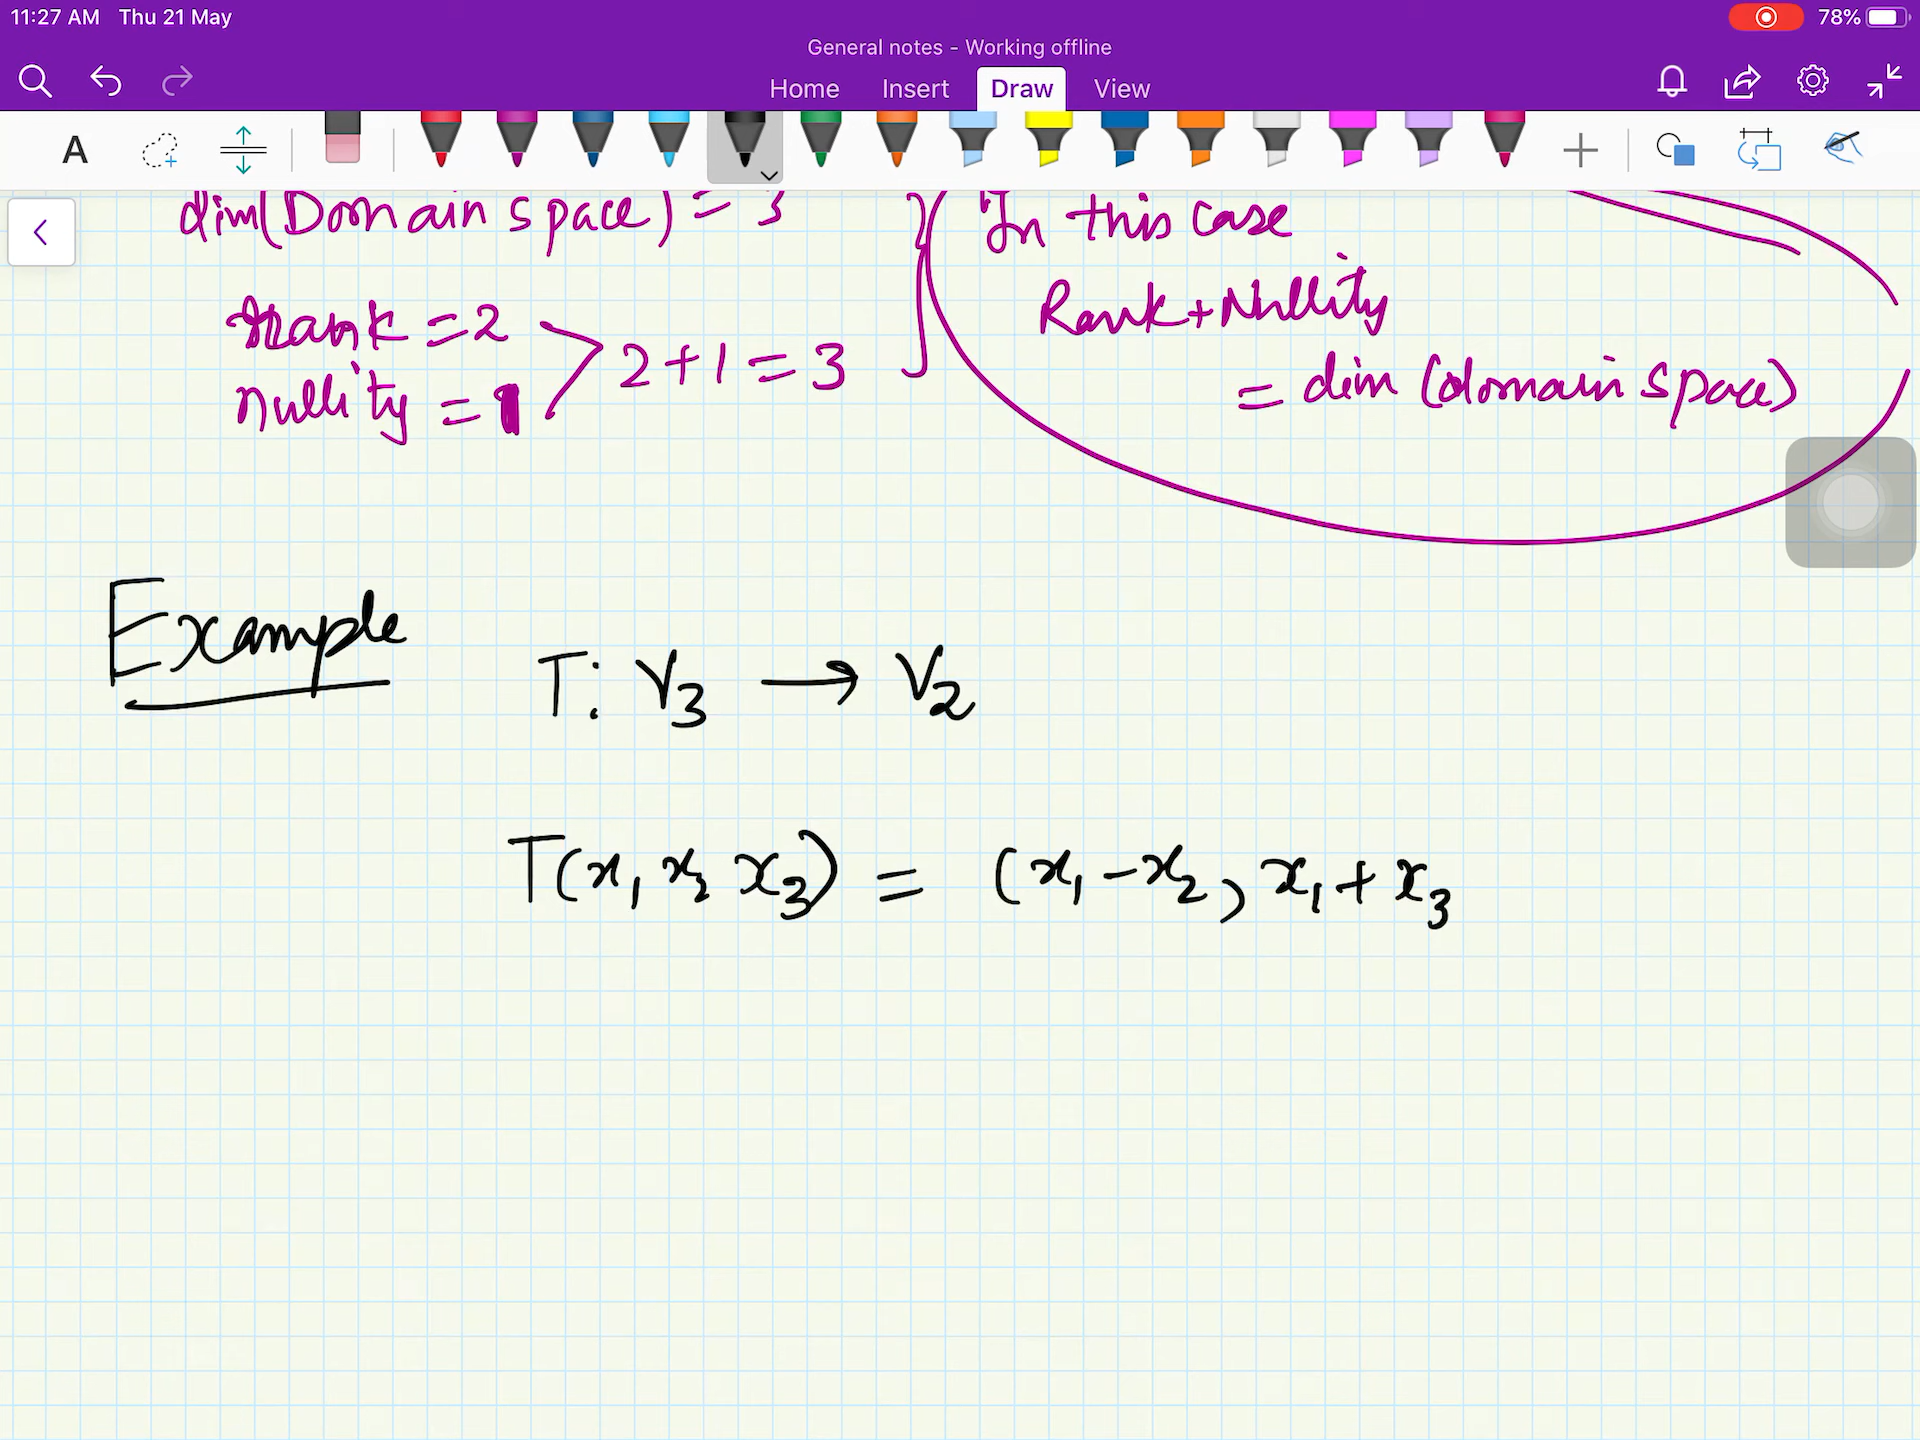 11:27 AM Thu 21 May
78%
General notes - Working offline
Home Insert Draw View
A
dim(Domain space) = 3
In this case
rank = 2
nullity = 1
2 + 1 = 3
Rank + Nullity
= dim (domain space)
Example
T: V₃ → V₂
T(x₁ x₂ x₃) = (x₁ - x₂, x₁ + x₃